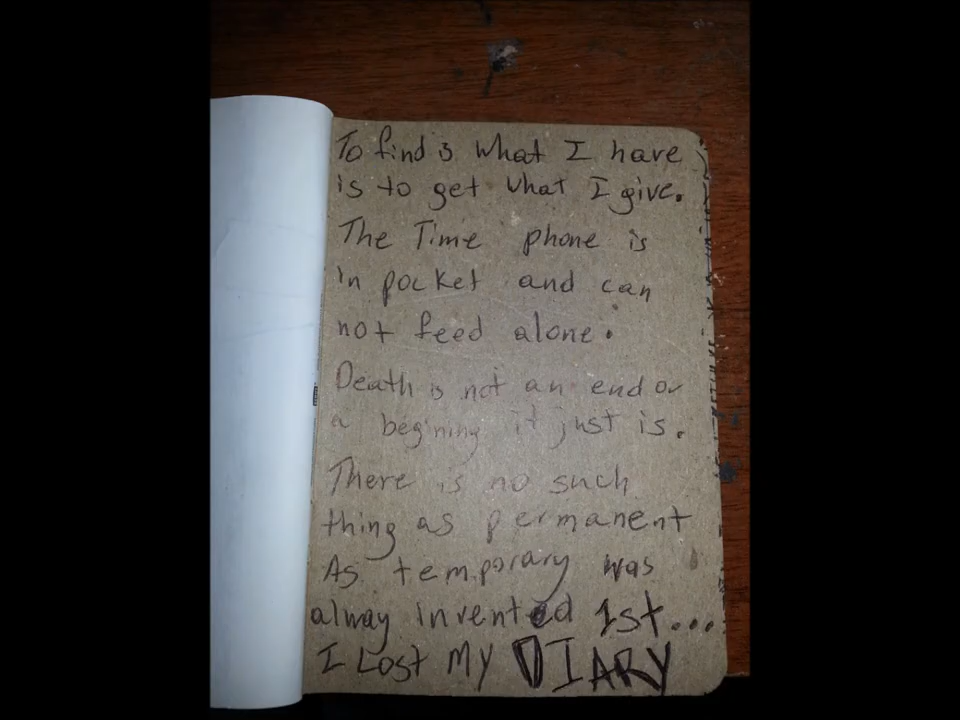 To find is what I have
is to get what I give.
The Time phone is
in pocket and can
not feed alone.
Death is not an end or
a begining it just is.
There is no such
thing as permanent
As temporary was
alway invented 1st...
I Lost MY DIARY